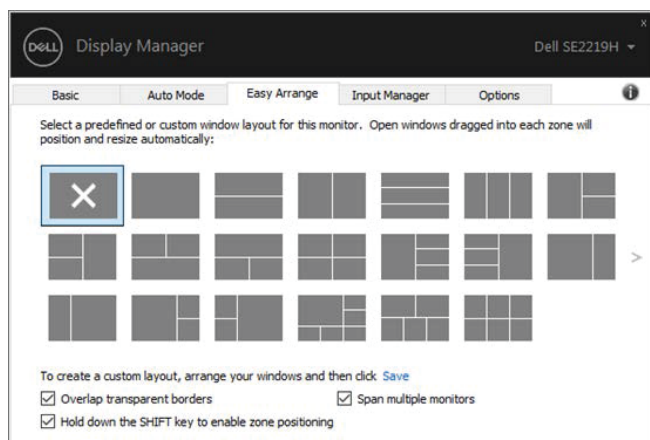 DELL Display Manager Dell SE2219H
Basic Auto Mode Easy Arrange Input Manager Options
Select a predefined or custom window layout for this monitor. Open windows dragged into each zone will
position and resize automatically:
To create a custom layout, arrange your windows and then click Save
Overlap transparent borders Span multiple monitors
Hold down the SHIFT key to enable zone positioning